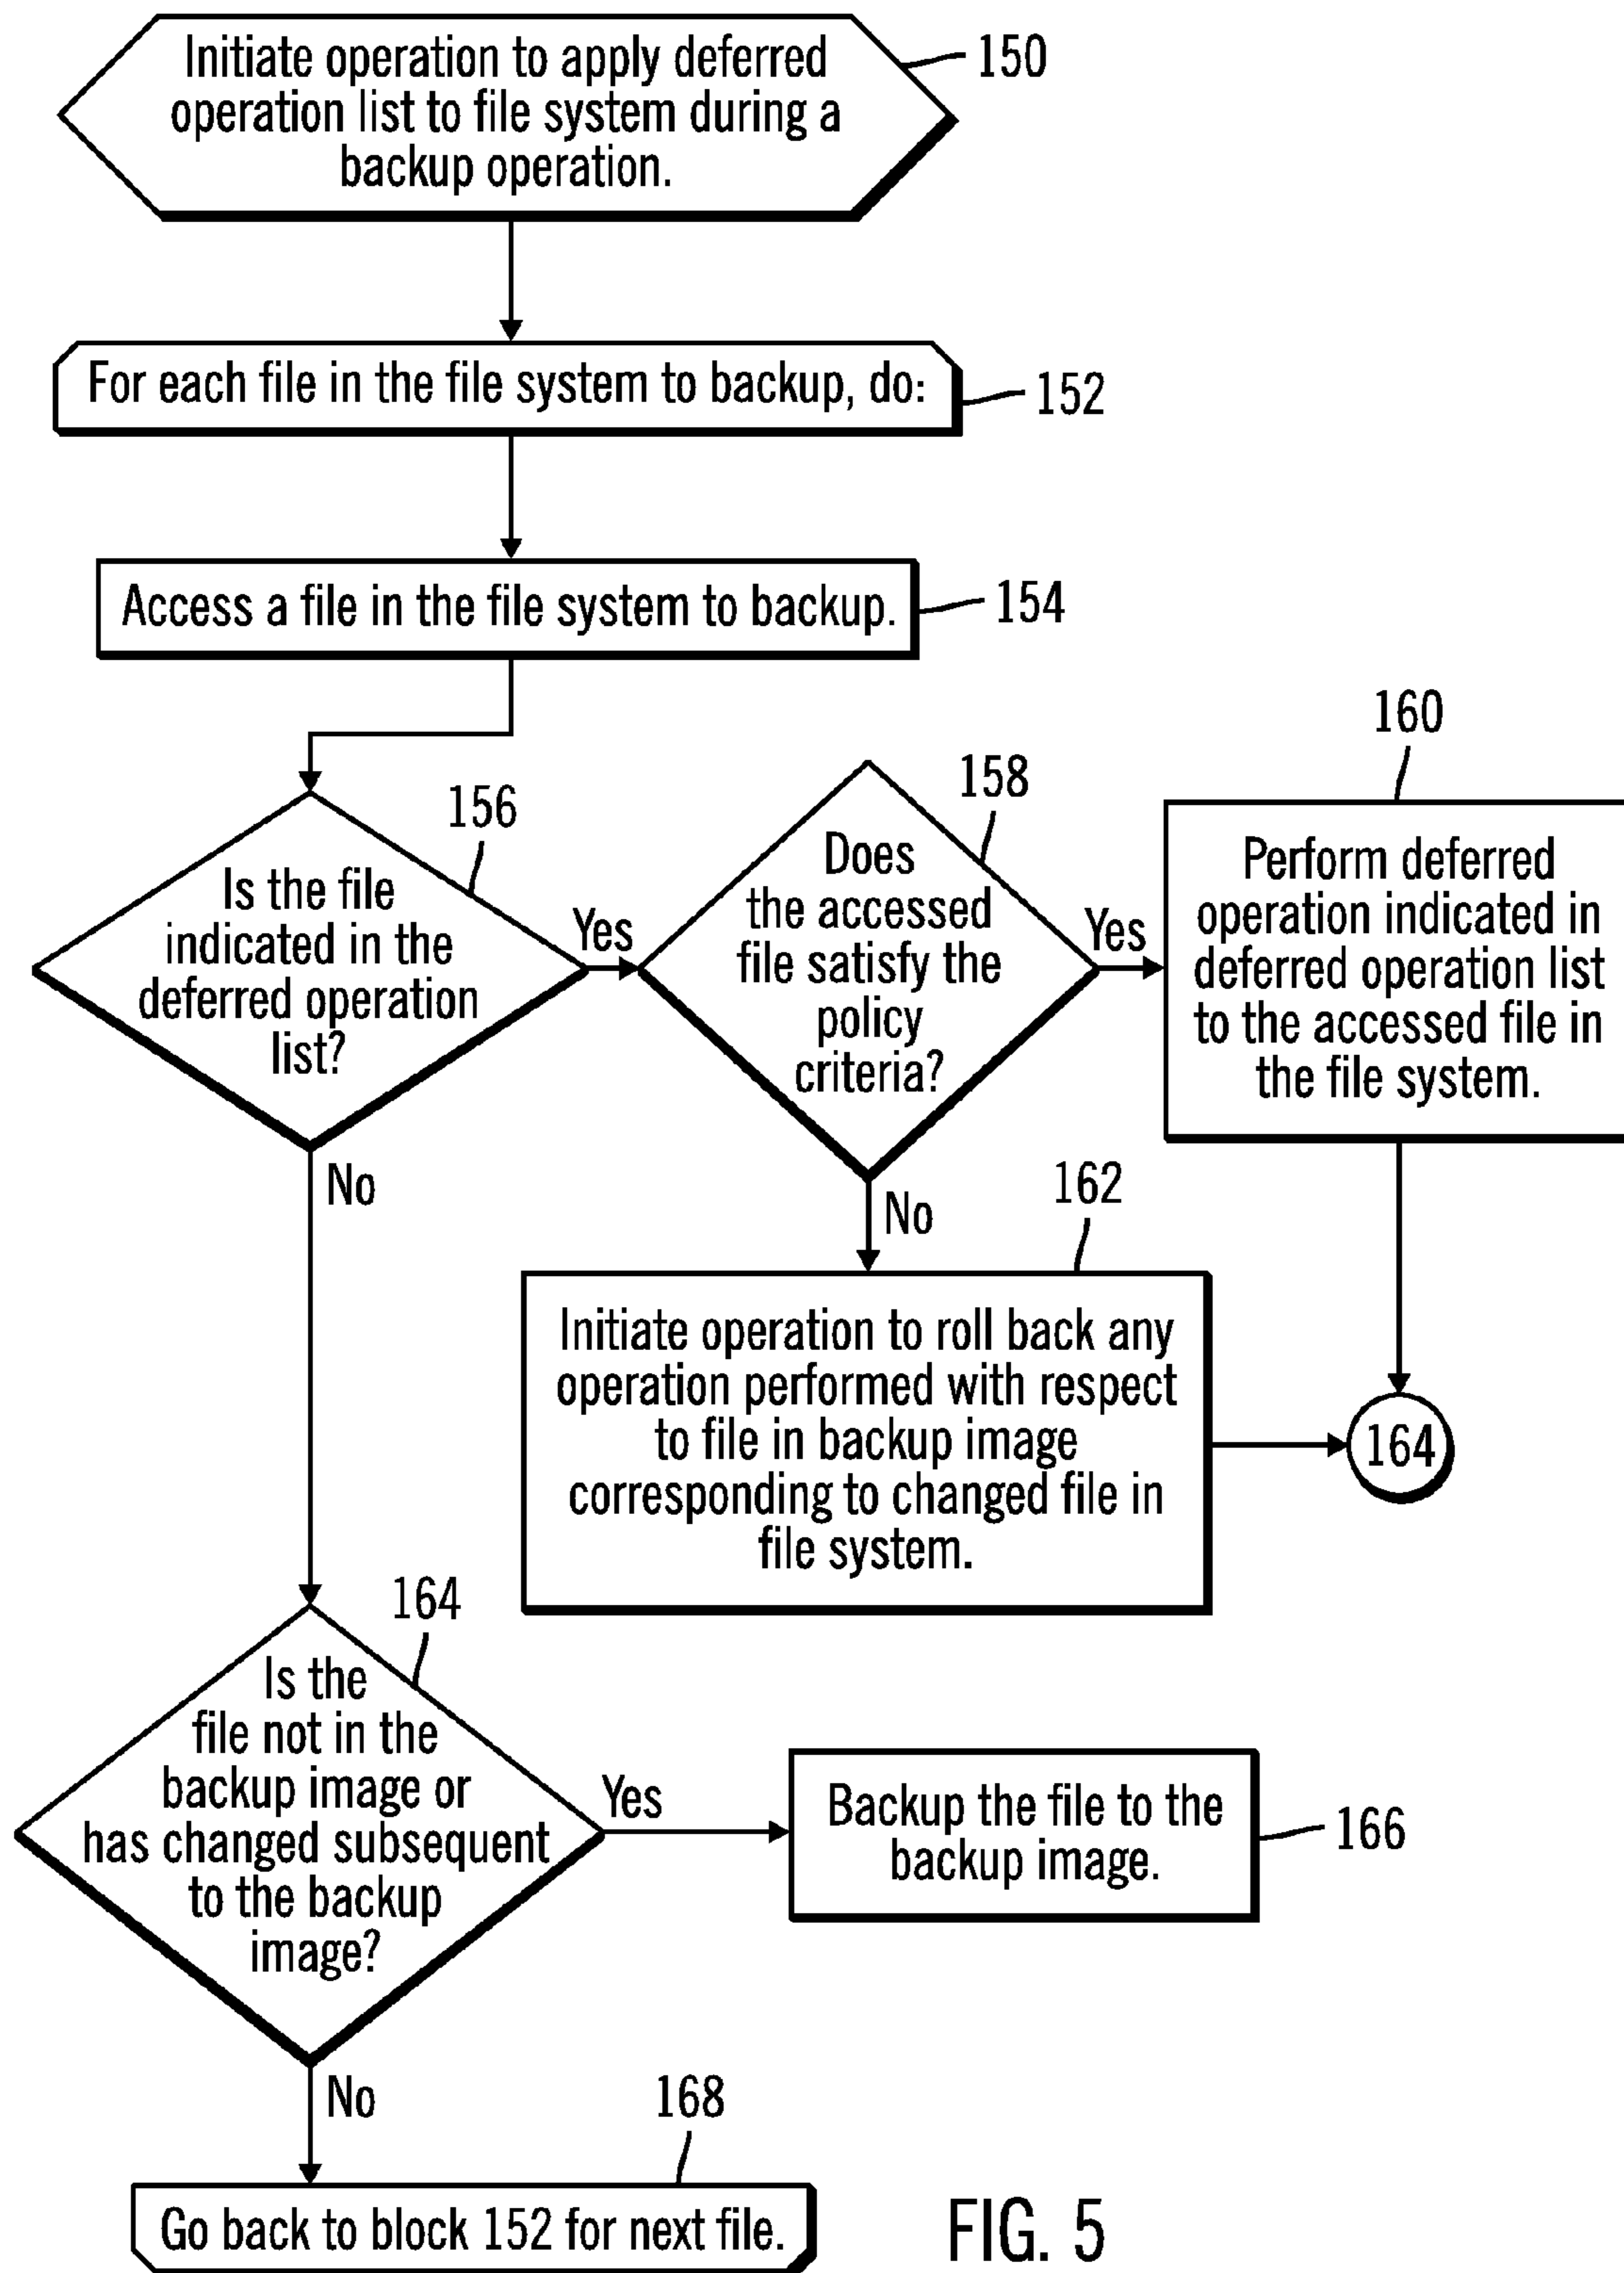 Initiate operation to apply deferred
operation list to file system during a
backup operation.
150
For each file in the file system to backup, do:
152
Access a file in the file system to backup.
154
156
Is the file
indicated in the
deferred operation
list?
Yes
No
158
Does
the accessed
file satisfy the
policy
criteria?
Yes
No
160
Perform deferred
operation indicated in
deferred operation list
to the accessed file in
the file system.
162
Initiate operation to roll back any
operation performed with respect
to file in backup image
corresponding to changed file in
file system.
164
164
Is the
file not in the
backup image or
has changed subsequent
to the backup
image?
Yes
No
Backup the file to the
backup image.
166
168
Go back to block 152 for next file.
FIG. 5